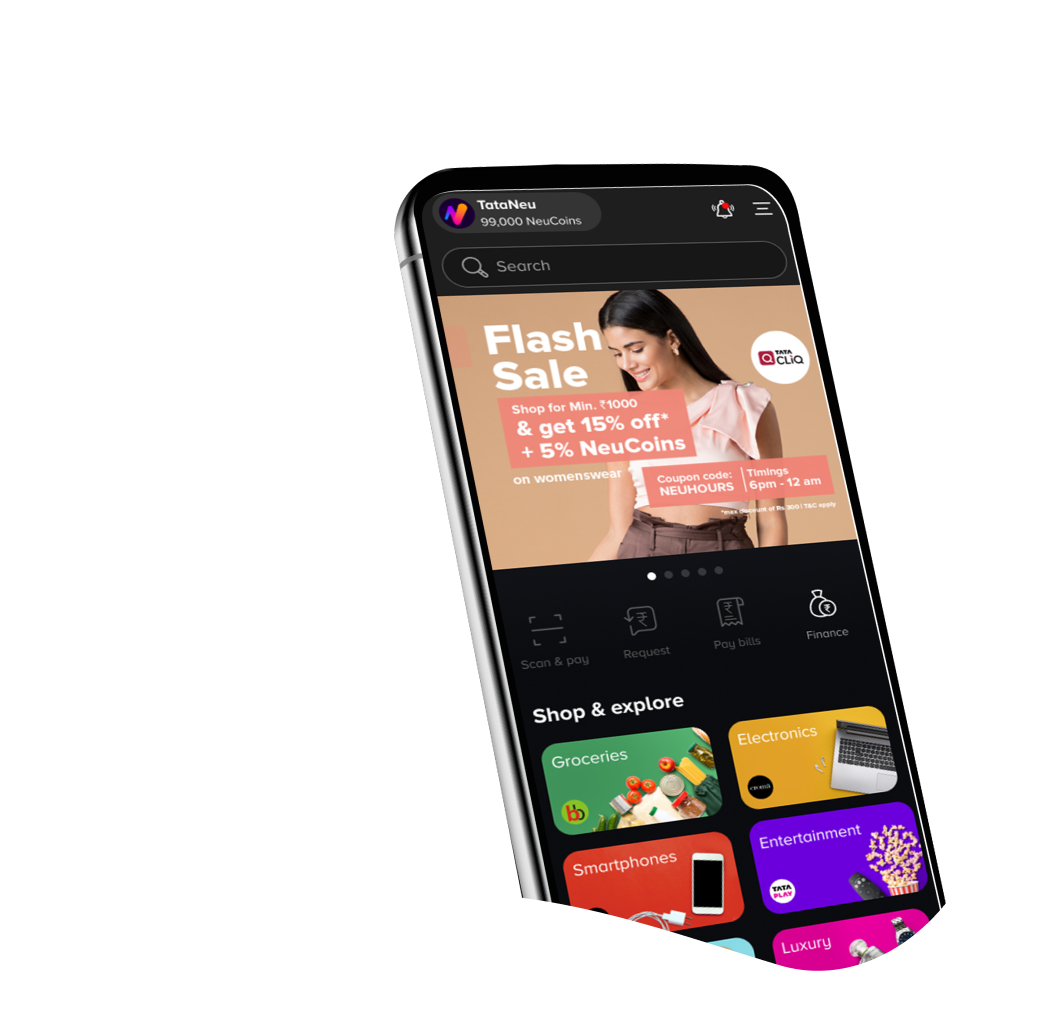 TataNeu
99,000 NeuCoins
Search
Flash
Sale
TATA
CLiQ
Shop for Min. ₹1000
& get 15% off*
+ 5% NeuCoins
on womenswear
Coupon code:
NEUHOURS
Timings
6pm - 12 am
*max discount of Rs.300 | T&C apply
Scan & pay
Request
Pay bills
Finance
Shop & explore
Groceries
bb
Electronics
croma
Smartphones
Entertainment
TATA
PLAY
Luxury